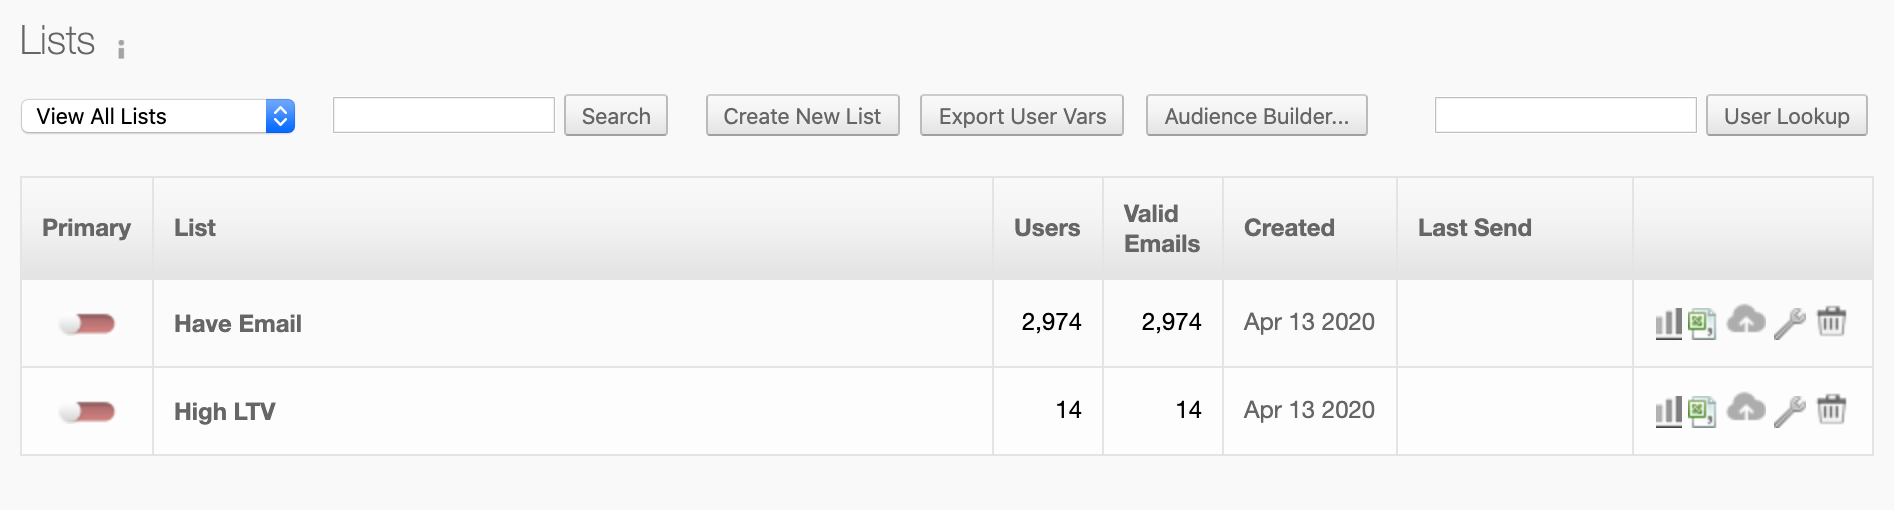 Lists
View All Lists Search Create New List Export User Vars Audience Builder... User Lookup
Primary List Users Valid Emails Created Last Send
Have Email 2,974 2,974 Apr 13 2020
High LTV 14 14 Apr 13 2020